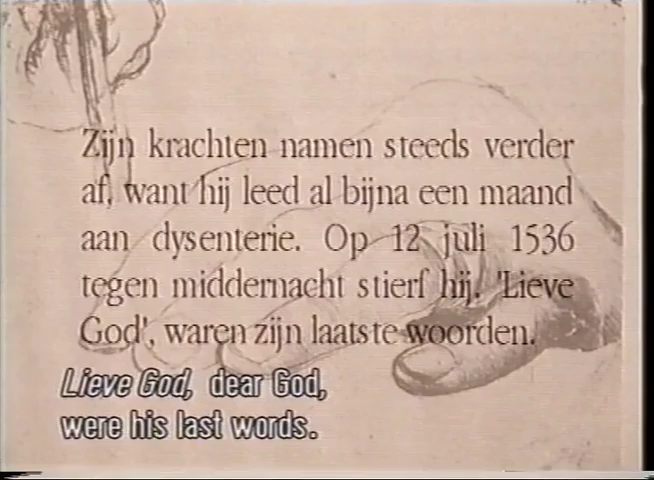 Zijn krachten namen steeds verder
af, want hij leed al bijna een maand
aan dysenterie. Op 12 juli 1536
tegen middernacht stierf hij. 'Lieve
God', waren zijn laatste woorden.
Lieve God, dear God,
were his last words.